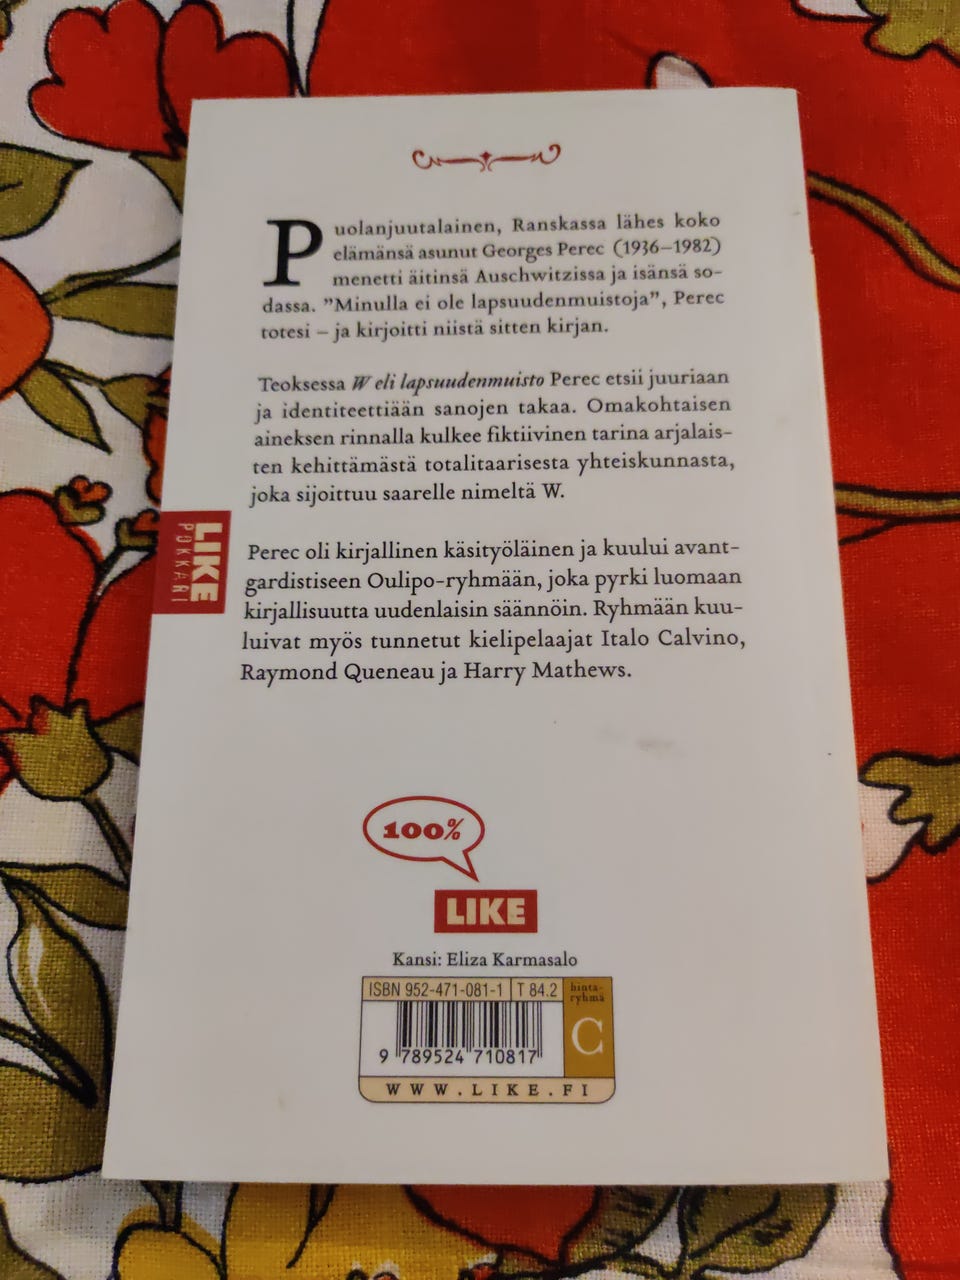 Puolanjuutalainen, Ranskassa lähes koko
elämänsä asunut Georges Perec (1936–1982)
menetti äitinsä Auschwitzissa ja isänsä so-
dassa. ”Minulla ei ole lapsuudenmuistoja”, Perec
totesi – ja kirjoitti niistä sitten kirjan.
Teoksessa W eli lapsuudenmuisto Perec etsii juuriaan
ja identiteettiään sanojen takaa. Omakohtaisen
aineksen rinnalla kulkee fiktiivinen tarina arjalais-
ten kehittämästä totalitaarisesta yhteiskunnasta,
joka sijoittuu saarelle nimeltä W.
LIKE
POKKARI
Perec oli kirjallinen käsityöläinen ja kuului avant-
gardistiseen Oulipo-ryhmään, joka pyrki luomaan
kirjallisuutta uudenlaisin säännöin. Ryhmään kuu-
luivat myös tunnetut kielipelaajat Italo Calvino,
Raymond Queneau ja Harry Mathews.
100%
LIKE
Kansi: Eliza Karmasalo
ISBN 952-471-081-1 T 84.2
hinta-
ryhmä
C
9 789524 710817
WWW.LIKE.FI